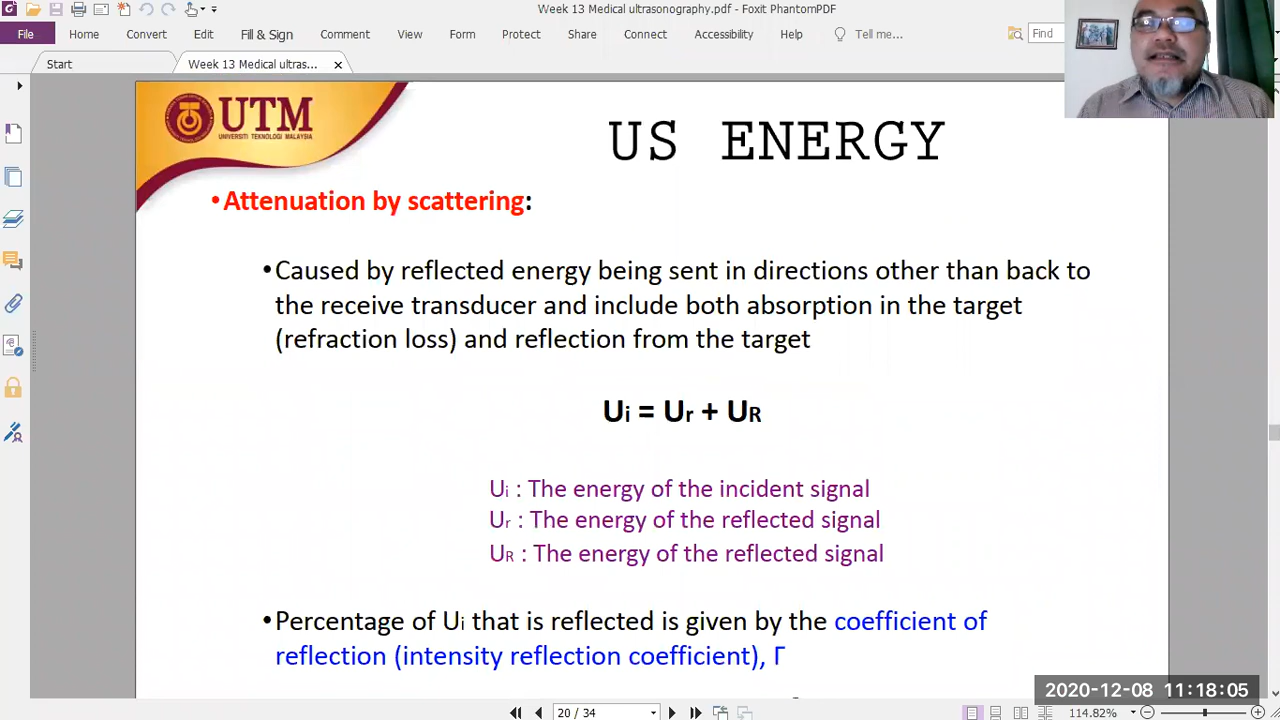 Week 13 Medical ultrasonography.pdf - Foxit PhantomPDF
File Home Convert Edit Fill & Sign Comment View Form Protect Share Connect Accessibility Help Tell me... Find
Start Week 13 Medical ultras...
UTM
UNIVERSITI TEKNOLOGI MALAYSIA
US ENERGY
•Attenuation by scattering:
•Caused by reflected energy being sent in directions other than back to
the receive transducer and include both absorption in the target
(refraction loss) and reflection from the target
Ui = Ur + UR
Ui : The energy of the incident signal
Ur : The energy of the reflected signal
UR : The energy of the reflected signal
•Percentage of Ui that is reflected is given by the coefficient of
reflection (intensity reflection coefficient), Γ
2020-12-08 11:18:05
20 / 34
114.82%